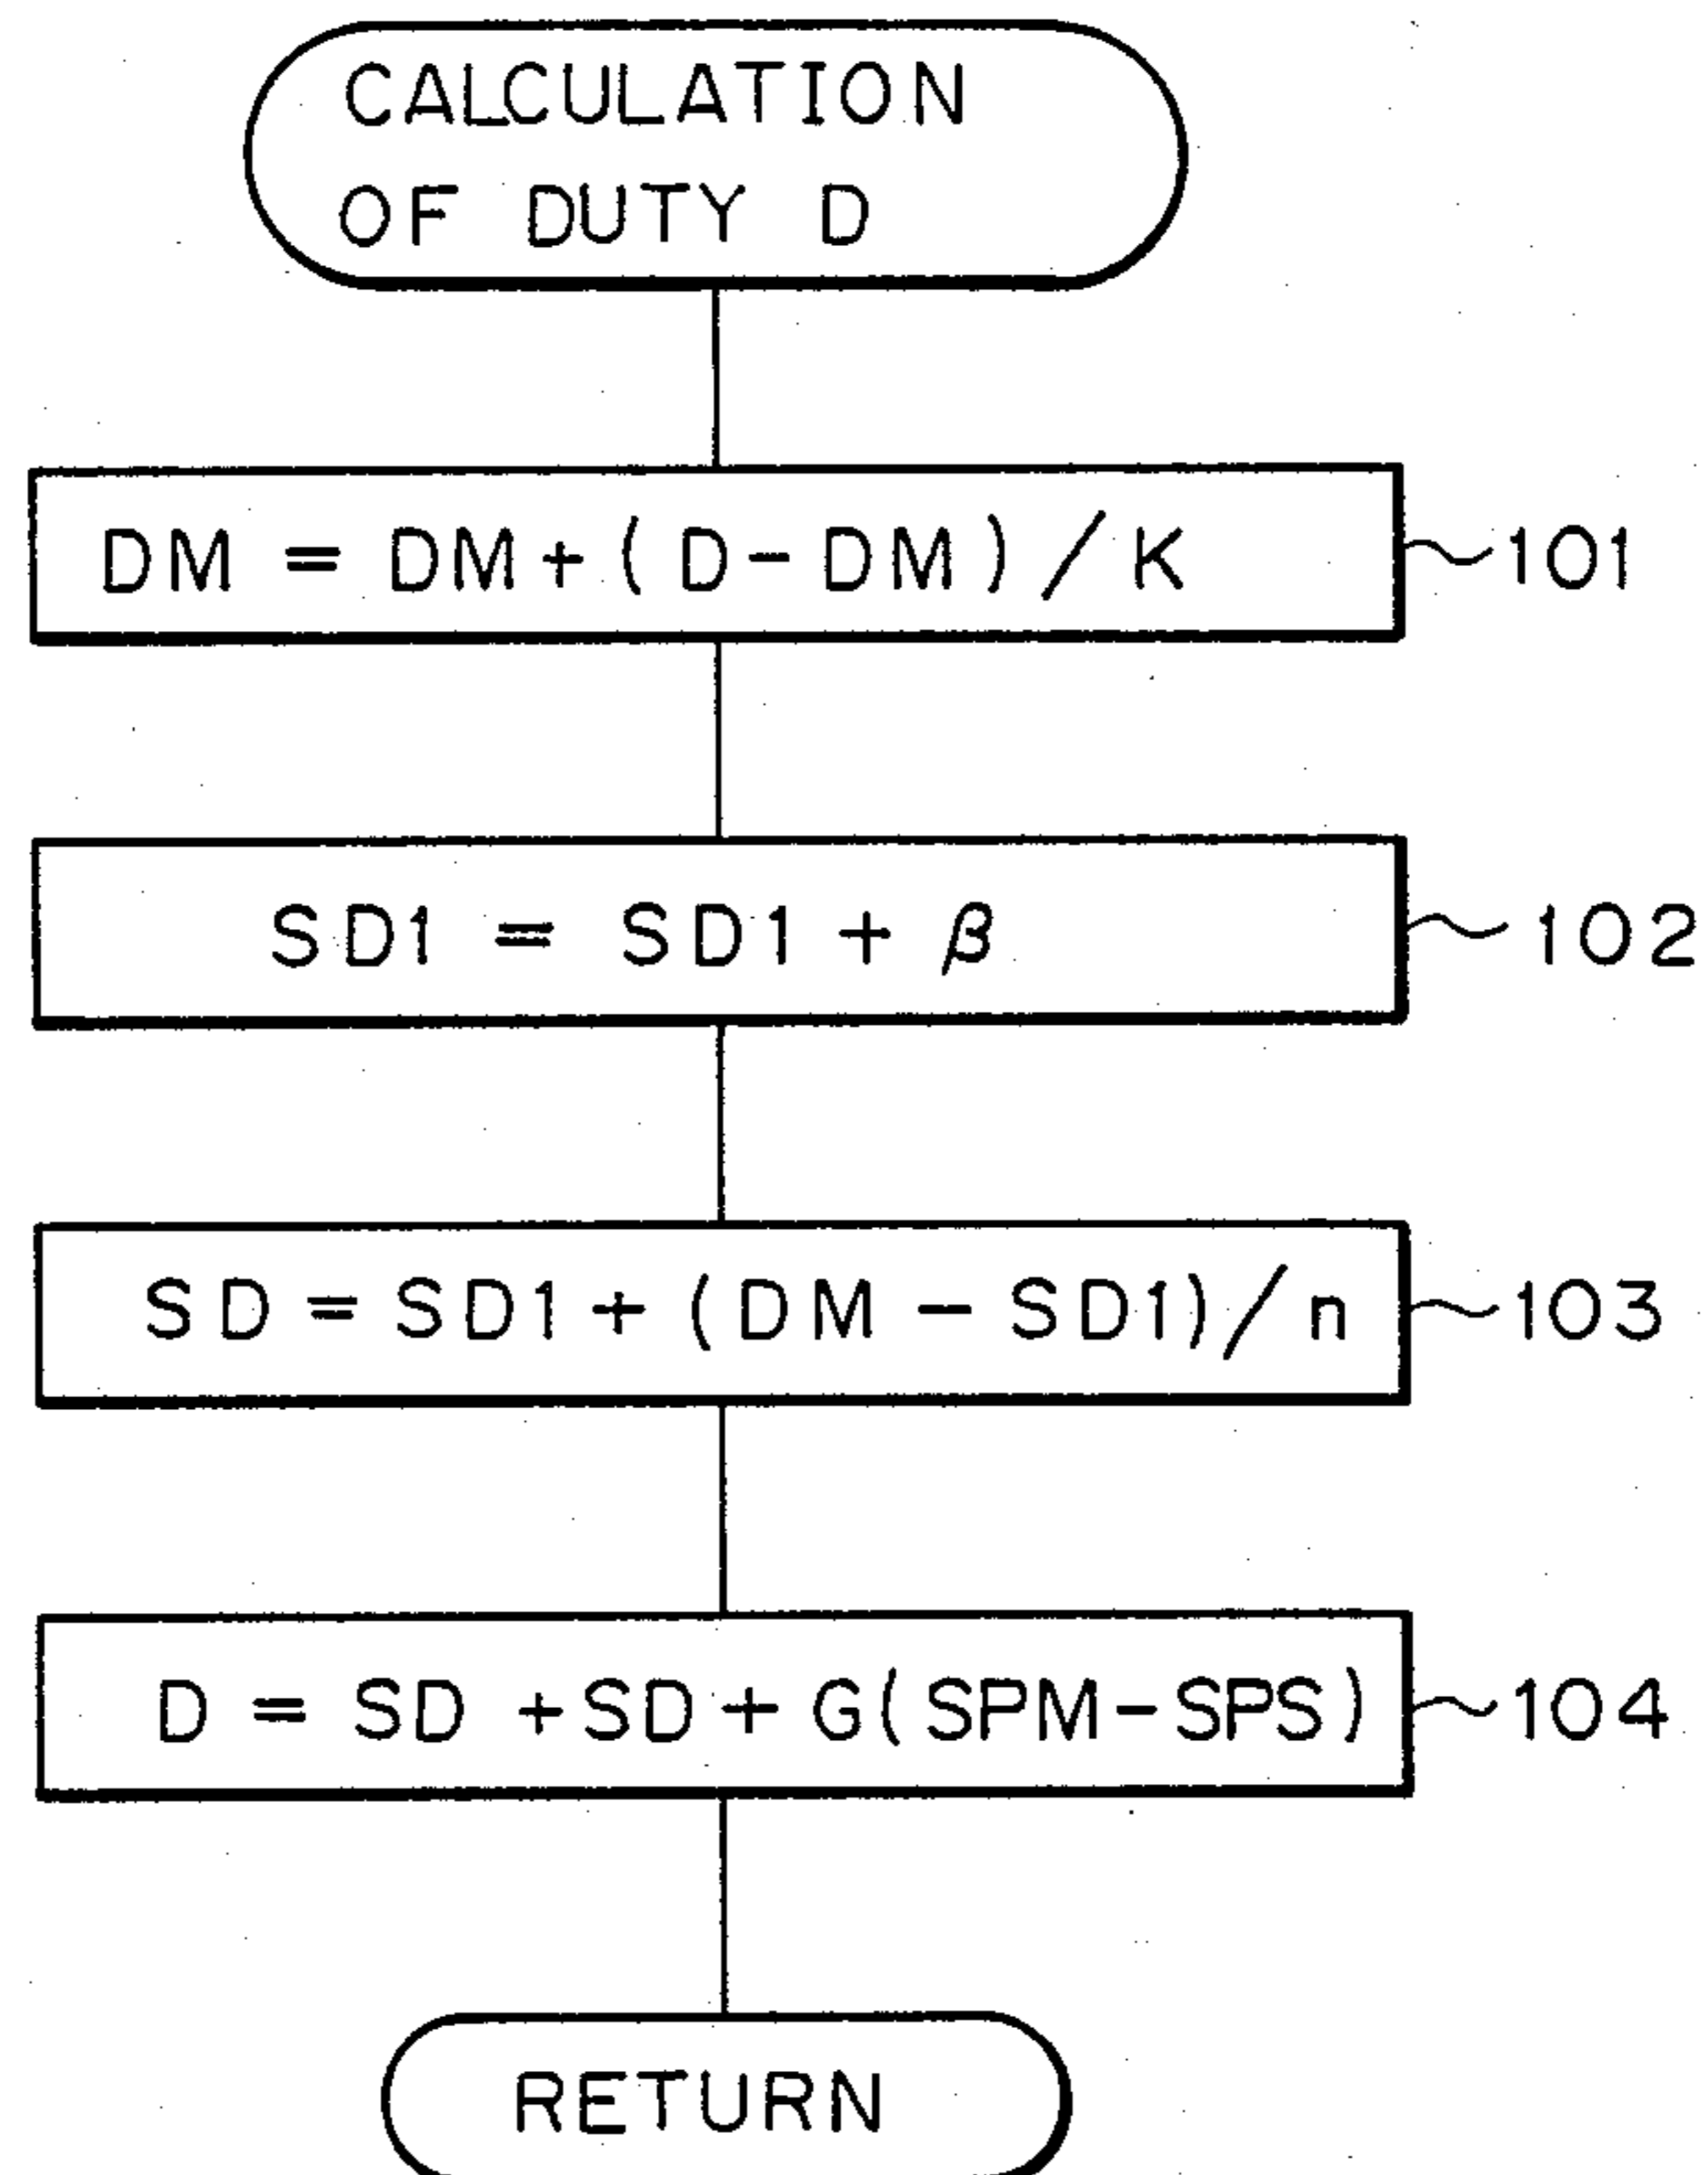 CALCULATION
OF DUTY D
DM = DM + (D - DM) / K
101
SD1 = SD1 + β
102
SD = SD1 + (DM - SD1) / n
103
D = SD + SD + G(SPM - SPS)
104
RETURN